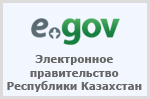 e.gov
Электронное
правительство
Республики Казахстан